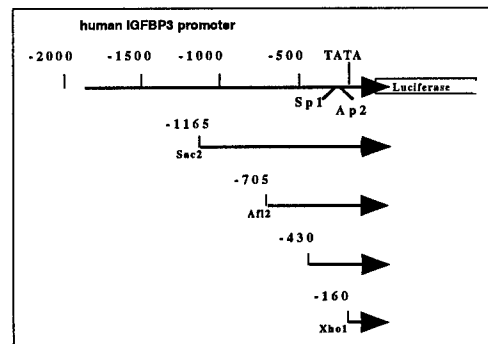 human IGFBP3 promoter
-2000 -1500 -1000 -500 TATA
Luciferase
Sp1 Ap2
-1165
Sac2
-705
Afl2
-430
-160
Xho1